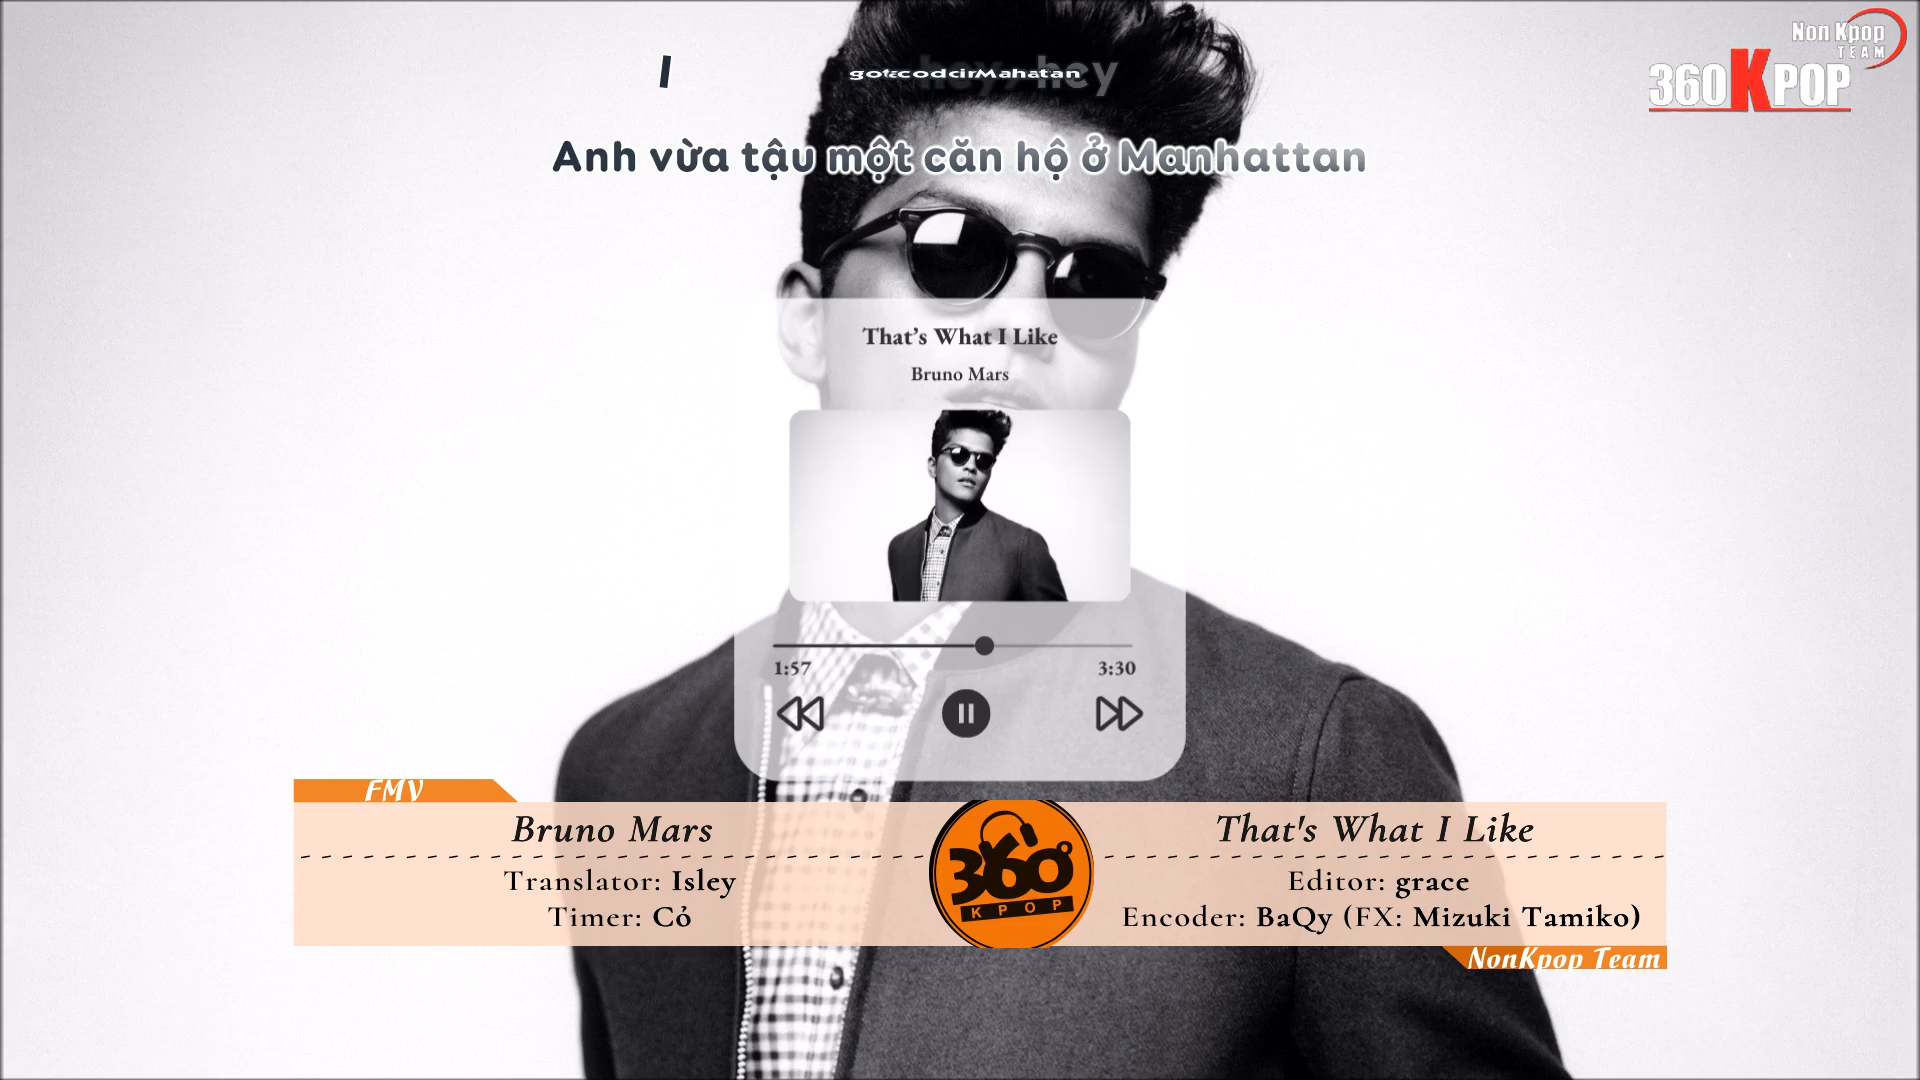 Non Kpop
TEAM
360KPOP
I
hey, hey
Anh vừa tậu một căn hộ ở Manhattan
That's What I Like
Bruno Mars
1:57
3:30
FMV
Bruno Mars
Translator: Isley
Timer: Cỏ
360°
KPOP
That's What I Like
Editor: grace
Encoder: BaQy (FX: Mizuki Tamiko)
NonKpop Team